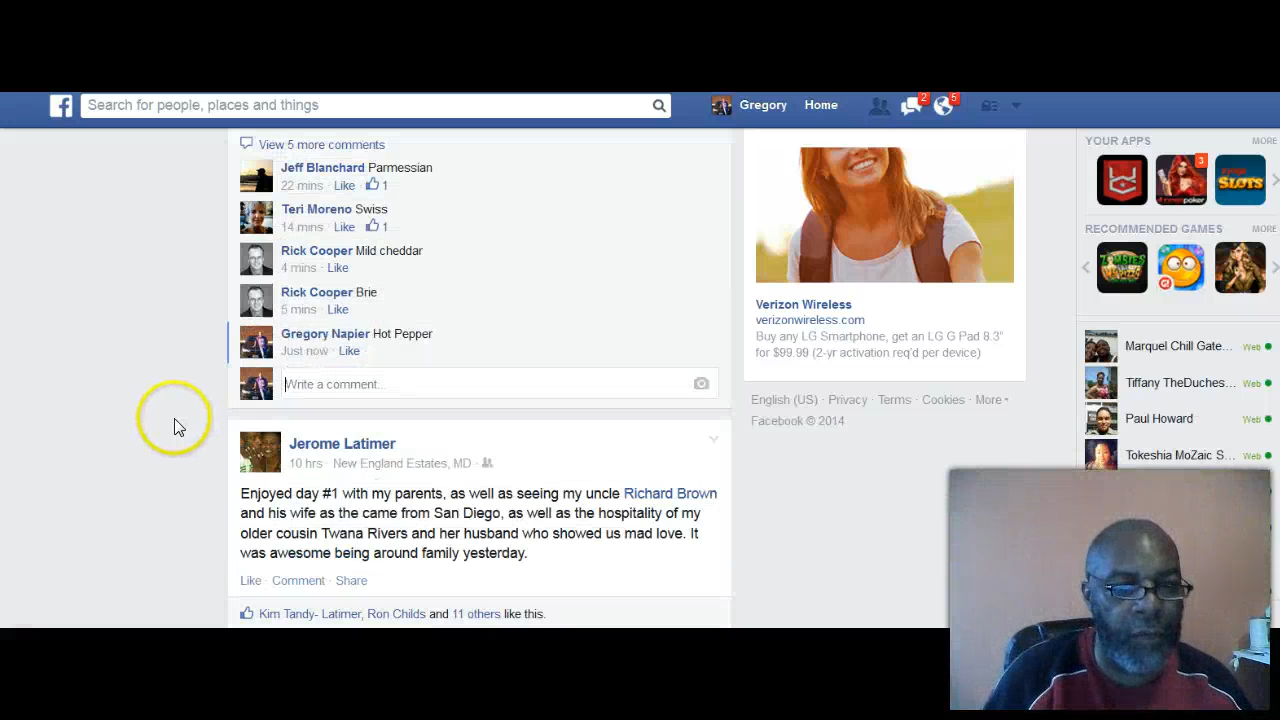 Search for people, places and things
Gregory Home 2 5
View 5 more comments
Jeff Blanchard Parmessian
22 mins · Like 1
Teri Moreno Swiss
14 mins · Like 1
Rick Cooper Mild cheddar
4 mins · Like
Rick Cooper Brie
5 mins · Like
Gregory Napier Hot Pepper
Just now · Like
Write a comment...
Jerome Latimer
10 hrs · New England Estates, MD ·
Enjoyed day #1 with my parents, as well as seeing my uncle Richard Brown
and his wife as the came from San Diego, as well as the hospitality of my
older cousin Twana Rivers and her husband who showed us mad love. It
was awesome being around family yesterday.
Like · Comment · Share
Kim Tandy- Latimer, Ron Childs and 11 others like this.
Verizon Wireless
verizonwireless.com
Buy any LG Smartphone, get an LG G Pad 8.3"
for $99.99 (2-yr activation req'd per device)
English (US) · Privacy · Terms · Cookies · More
Facebook © 2014
YOUR APPS MORE
3
SLOTS
RECOMMENDED GAMES MORE
Marquel Chill Gate... Web
Tiffany TheDuches... Web
Paul Howard Web
Tokeshia MoZaic S... Web